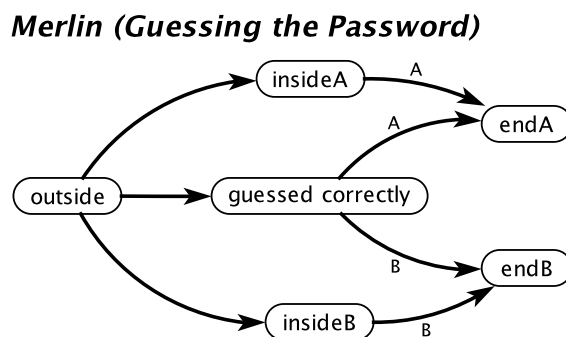 Merlin (Guessing the Password)
insideA
A
endA
A
outside
guessed correctly
B
endB
insideB
B